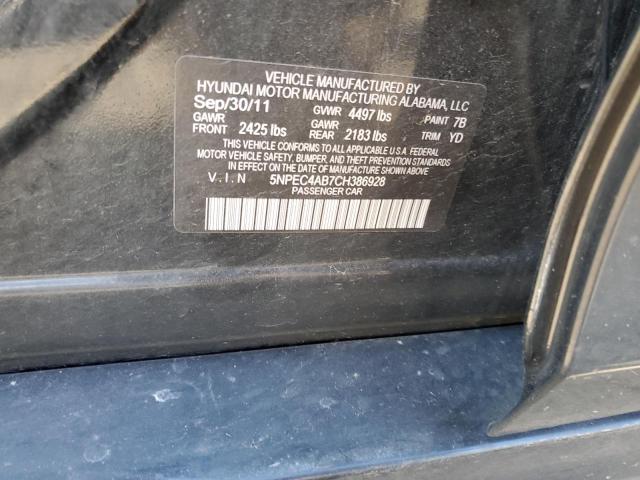 VEHICLE MANUFACTURED BY
HYUNDAI MOTOR MANUFACTURING ALABAMA, LLC
Sep/30/11 GVWR 4497 lbs PAINT 7B
GAWR FRONT 2425 lbs GAWR REAR 2183 lbs TRIM YD
THIS VEHICLE CONFORMS TO ALL APPLICABLE U.S.A FEDERAL
MOTOR VEHICLE SAFETY, BUMPER, AND THEFT PREVENTION STANDARDS
IN EFFECT ON THE DATE OF MANUFACTURE SHOWN ABOVE.
V.I.N 5NPEC4AB7CH386928
PASSENGER CAR